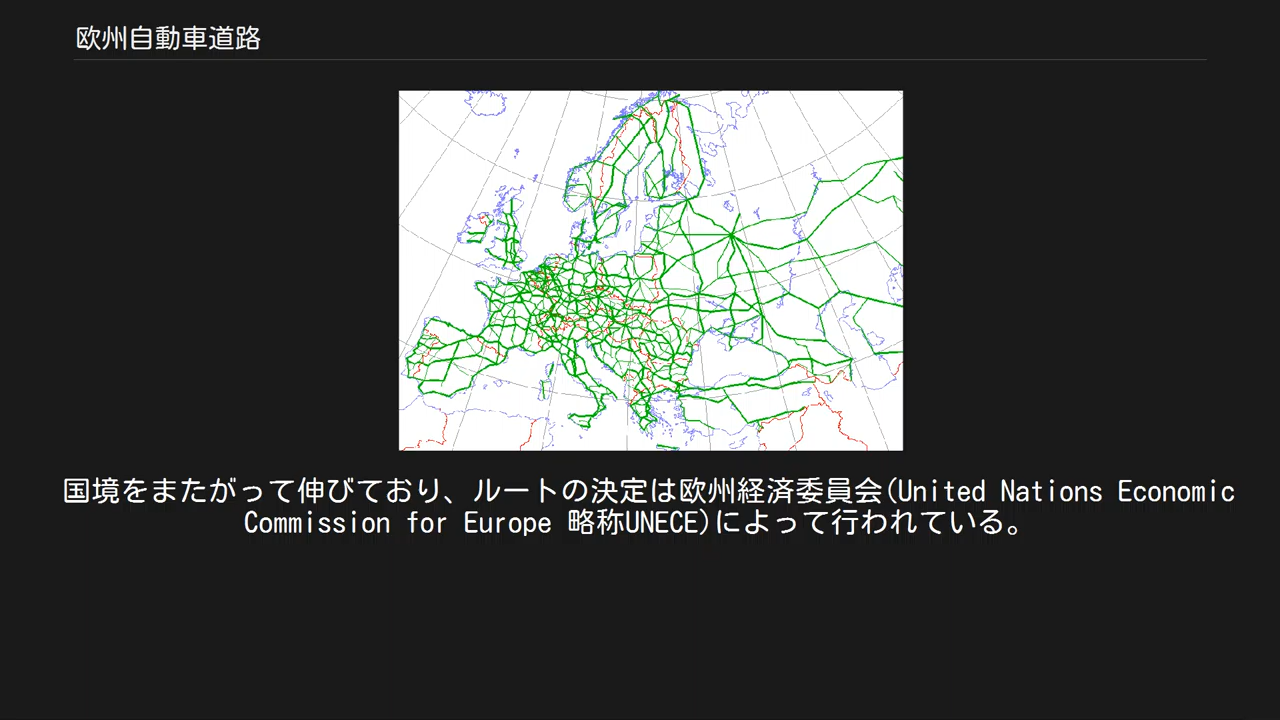 欧州自動車道路
国境をまたがって伸びており、ルートの決定は欧州経済委員会(United Nations Economic
Commission for Europe 略称UNECE)によって行われている。